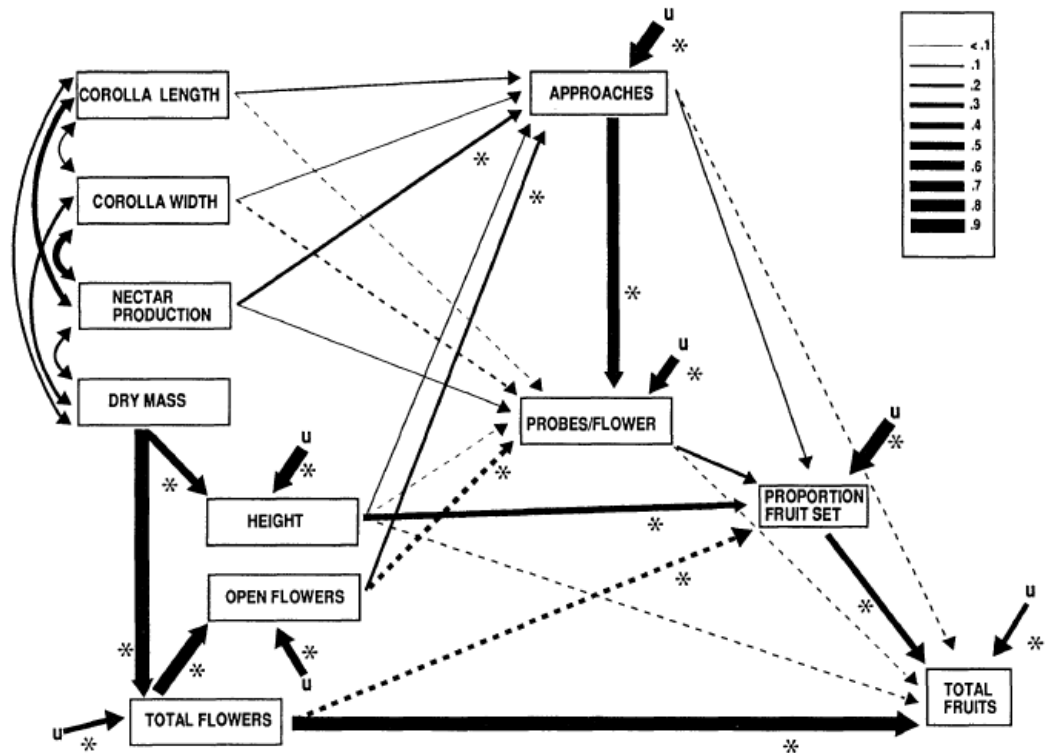 u
*
< .1
.1
.2
.3
.4
.5
.6
.7
.8
.9
COROLLA LENGTH
APPROACHES
*
*
COROLLA WIDTH
NECTAR
PRODUCTION
*
u
*
DRY MASS
PROBES/FLOWER
u
*
*
u
*
*
PROPORTION
FRUIT SET
HEIGHT
*
*
OPEN FLOWERS
*
u
*
*
*
*
u
TOTAL FLOWERS
u
*
*
TOTAL
FRUITS